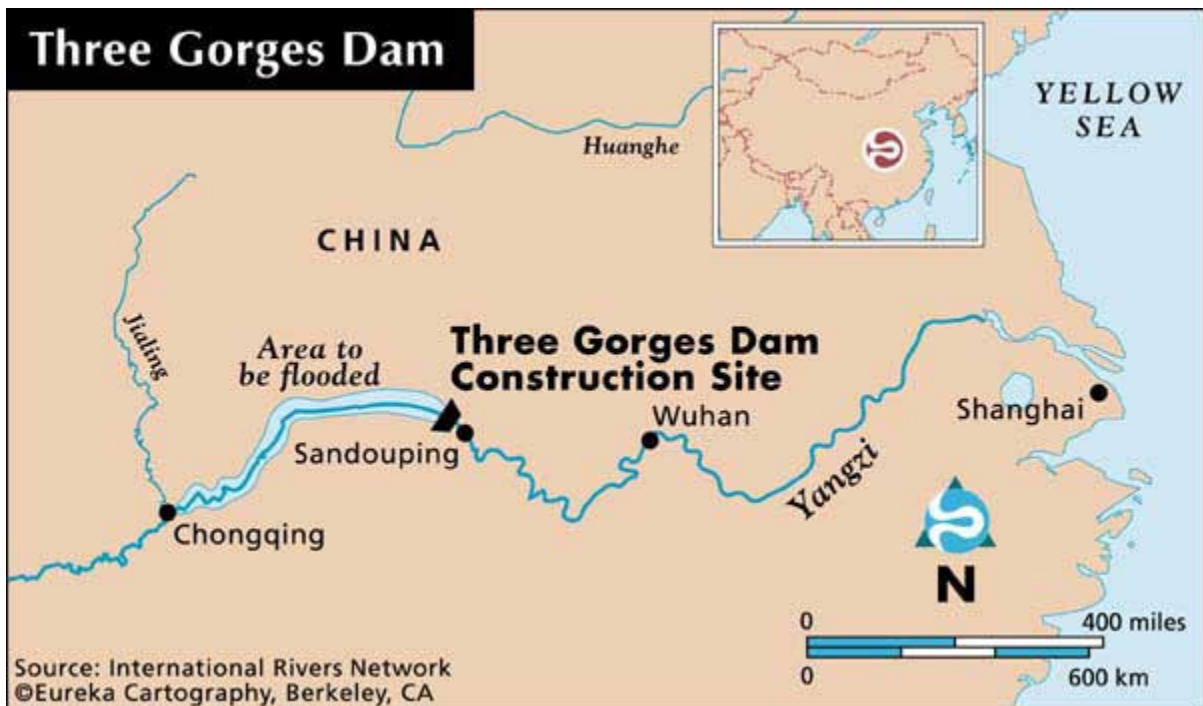 Three Gorges Dam
YELLOW
SEA
Huanghe
CHINA
Jialing
Area to
be flooded
Three Gorges Dam
Construction Site
Wuhan
Shanghai
Sandouping
Yangzi
Chongqing
N
0 400 miles
0 600 km
Source: International Rivers Network
©Eureka Cartography, Berkeley, CA